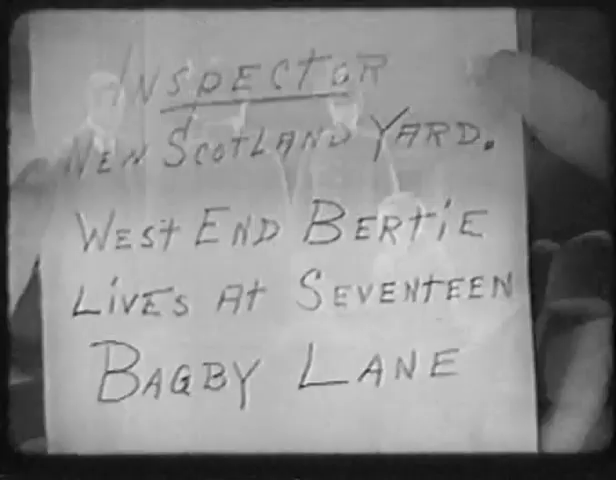 INSPECTOR
NEW SCOTLAND YARD.
WEST END BERTIE
LIVES AT SEVENTEEN
BAGBY LANE